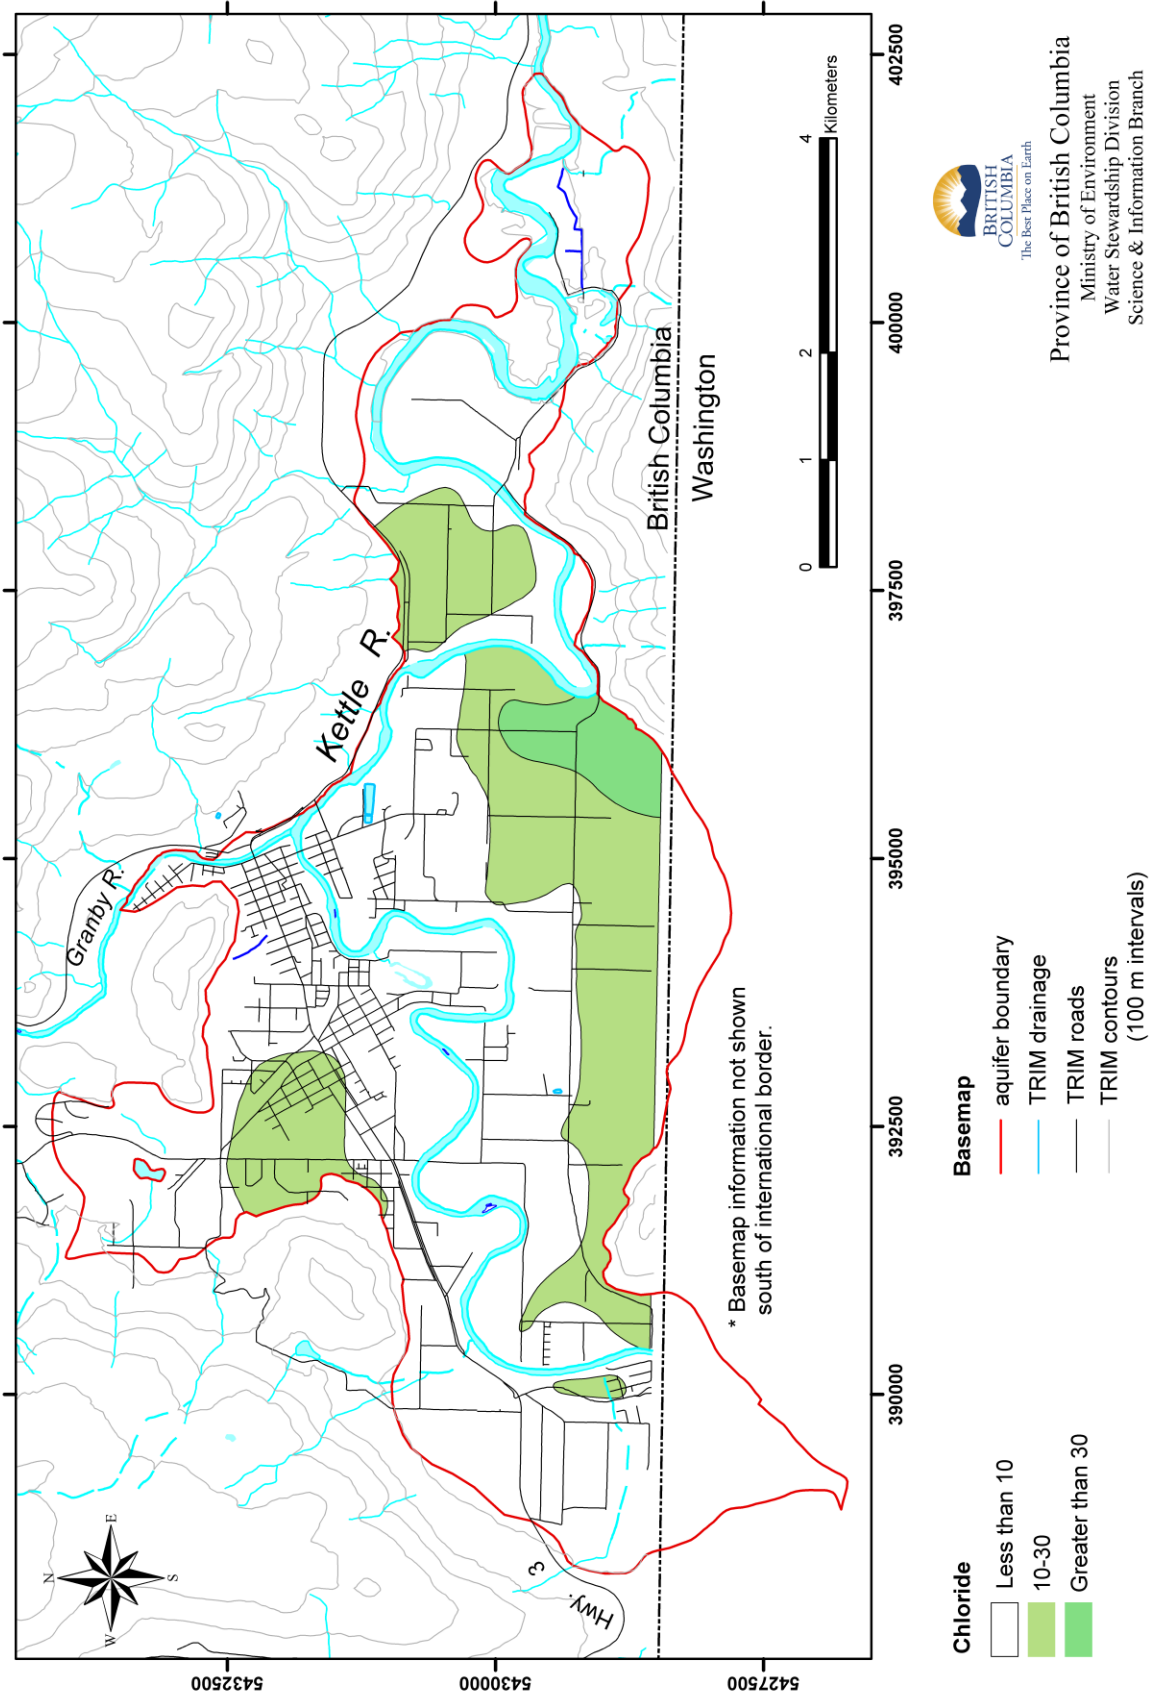 Granby R.
Kettle R.
Hwy. 3
N
E
S
W
British Columbia
Washington
* Basemap information not shown
south of international border.
0 1 2 4
Kilometers
5432500
5430000
5427500
390000
392500
395000
397500
400000
402500
Chloride
Less than 10
10-30
Greater than 30
Basemap
aquifer boundary
TRIM drainage
TRIM roads
TRIM contours
(100 m intervals)
BRITISH
COLUMBIA
The Best Place on Earth
Province of British Columbia
Ministry of Environment
Water Stewardship Division
Science & Information Branch